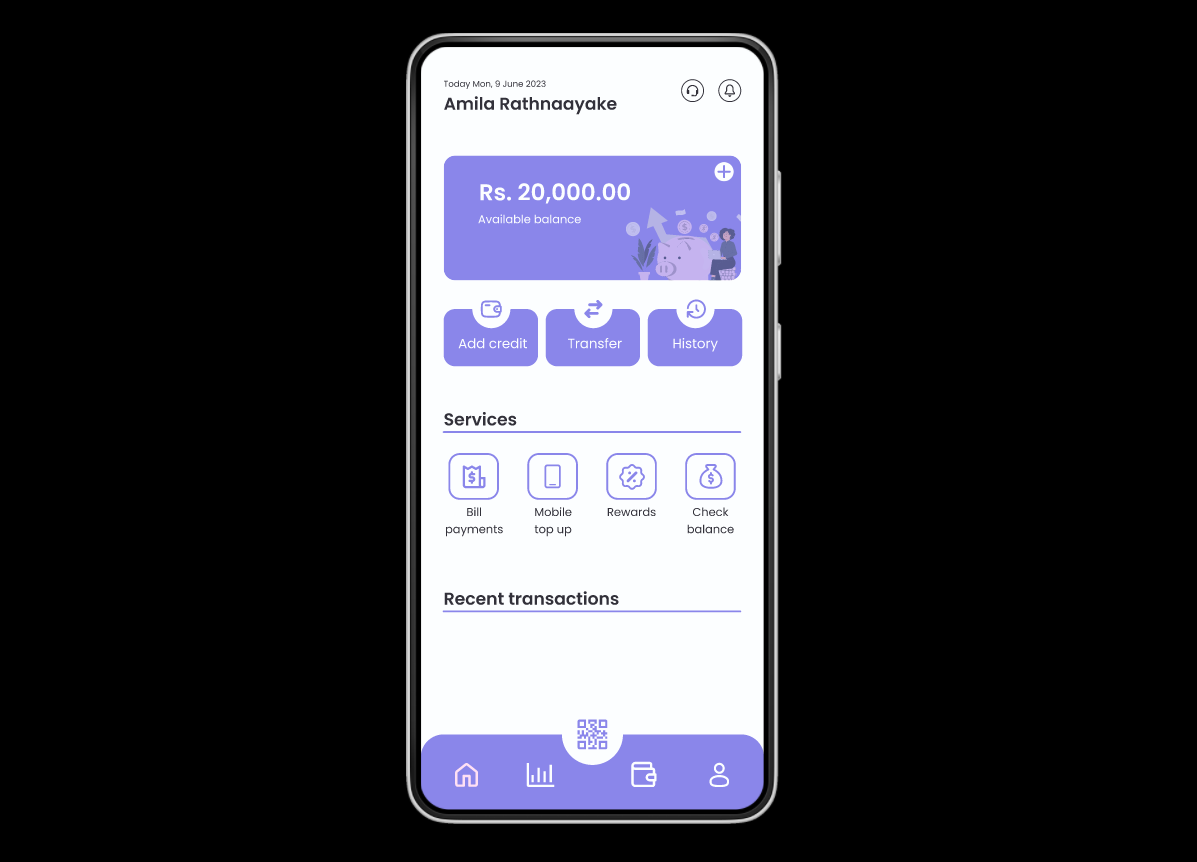 Today Mon, 9 June 2023
Amila Rathnaayake
Rs. 20,000.00
Available balance
Add credit
Transfer
History
Services
Bill
payments
Mobile
top up
Rewards
Check
balance
Recent transactions